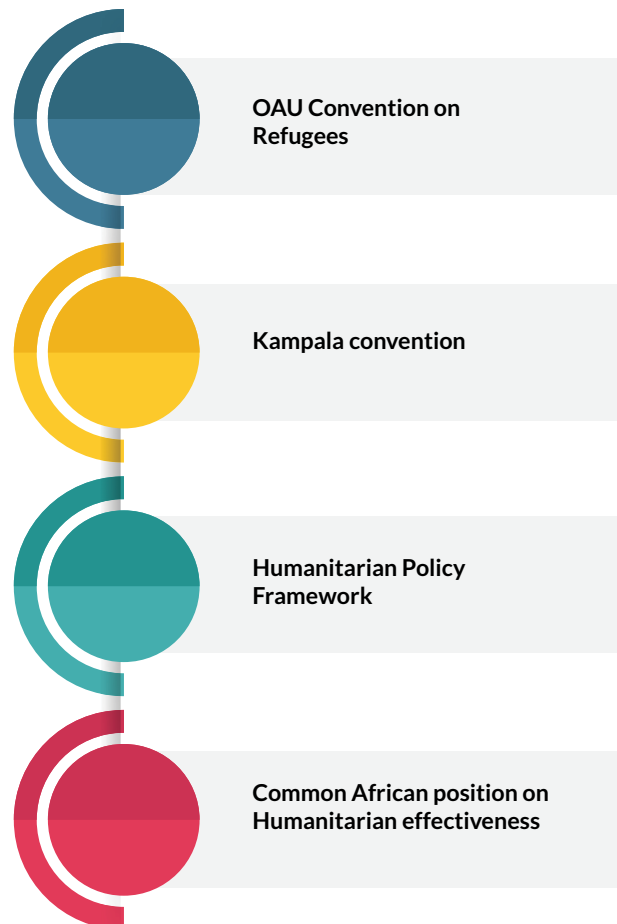 OAU Convention on
Refugees
Kampala convention
Humanitarian Policy
Framework
Common African position on
Humanitarian effectiveness